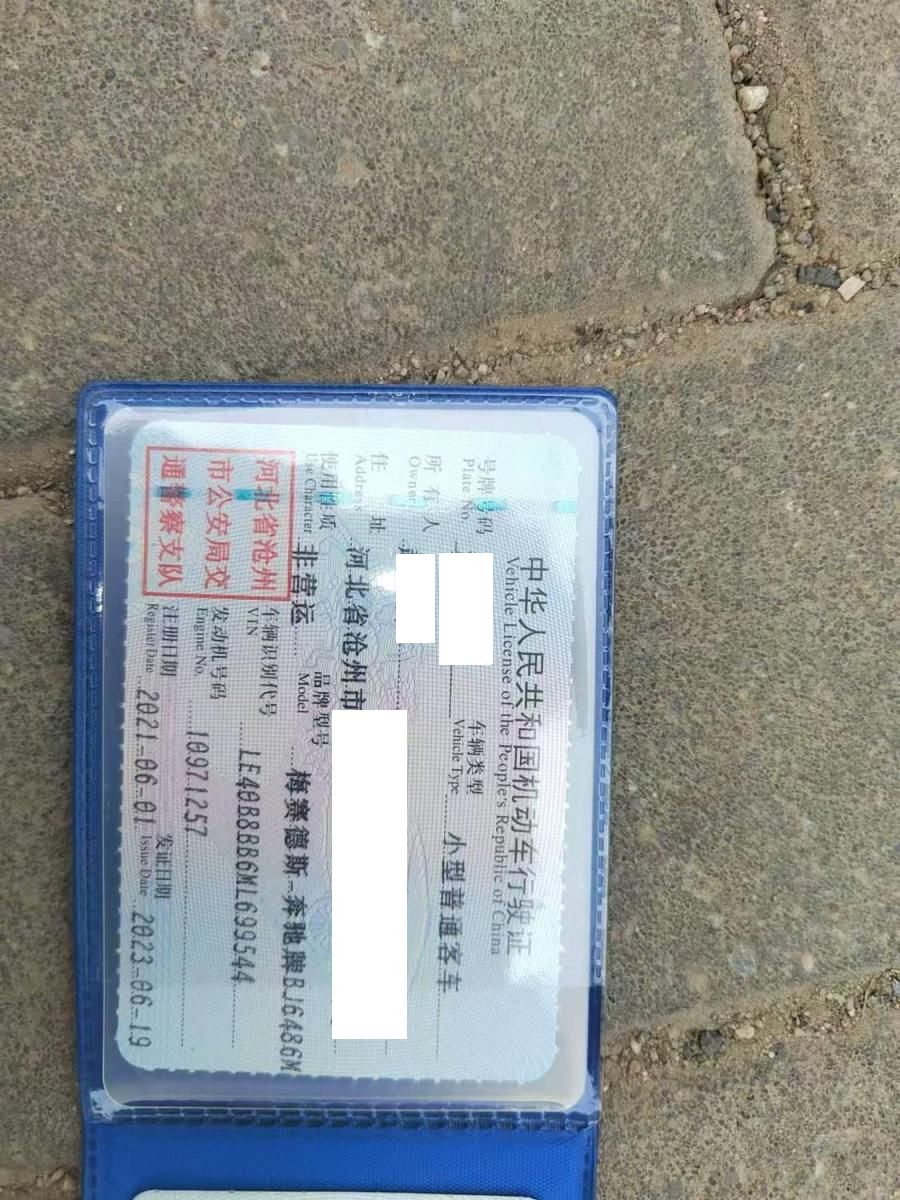 中华人民共和国机动车行驶证
Vehicle License of the People's Republic of China
号牌号码
Plate No.
车辆类型
Vehicle Type
小型普通客车
所有人
Owner
住址
Address
河北省沧州市
使用性质
Use Character
非营运
品牌型号
Model
梅赛德斯-奔驰牌BJ6486M
河北省沧州
市公安局交
通警察支队
车辆识别代号
VIN
LE40B8BB6ML699544
发动机号码
Engine No.
10971257
注册日期
Register Date
2021-06-01
发证日期
Issue Date
2023-06-19